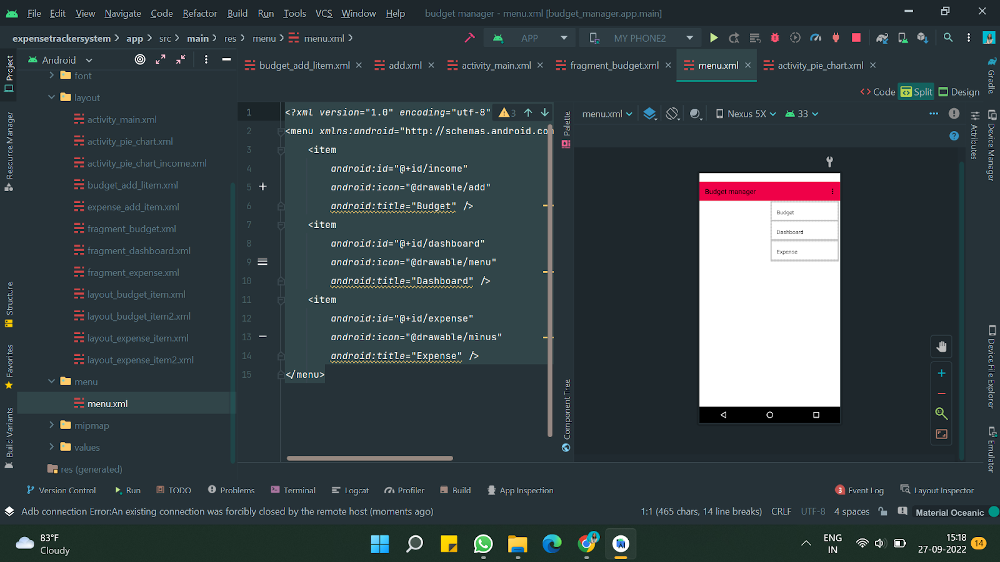 File Edit View Navigate Code Refactor Build Run Tools VCS Window Help budget manager - menu.xml [budget_manager.app.main]
expensetrackersystem app src main res menu menu.xml APP MY PHONE2
Android
budget_add_litem.xml add.xml activity_main.xml fragment_budget.xml menu.xml activity_pie_chart.xml
Code Split Design
Project
Resource Manager
Structure
Favorites
Build Variants
font
layout
activity_main.xml
activity_pie_chart.xml
activity_pie_chart_income.xml
budget_add_litem.xml
expense_add_item.xml
fragment_budget.xml
fragment_dashboard.xml
fragment_expense.xml
layout_budget_item.xml
layout_budget_item2.xml
layout_expense_item.xml
layout_expense_item2.xml
menu
menu.xml
mipmap
values
res (generated)
1 <?xml version="1.0" encoding="utf-8" 3
2 <menu xmlns:android="http://schemas.android.com
3 <item
4 android:id="@+id/income"
5 android:icon="@drawable/add"
6 android:title="Budget" />
7 <item
8 android:id="@+id/dashboard"
9 android:icon="@drawable/menu"
10 android:title="Dashboard" />
11 <item
12 android:id="@+id/expense"
13 android:icon="@drawable/minus"
14 android:title="Expense" />
15 </menu>
Palette
Component Tree
menu.xml Nexus 5X 33
Budget manager
Budget
Dashboard
Expense
Attributes
Gradle
Device Manager
Device File Explorer
Emulator
Version Control Run TODO Problems Terminal Logcat Profiler Build App Inspection 3 Event Log Layout Inspector
Adb connection Error:An existing connection was forcibly closed by the remote host (moments ago) 1:1 (465 chars, 14 line breaks) CRLF UTF-8 4 spaces Material Oceanic
83°F
Cloudy
ENG
IN
15:18
27-09-2022
14